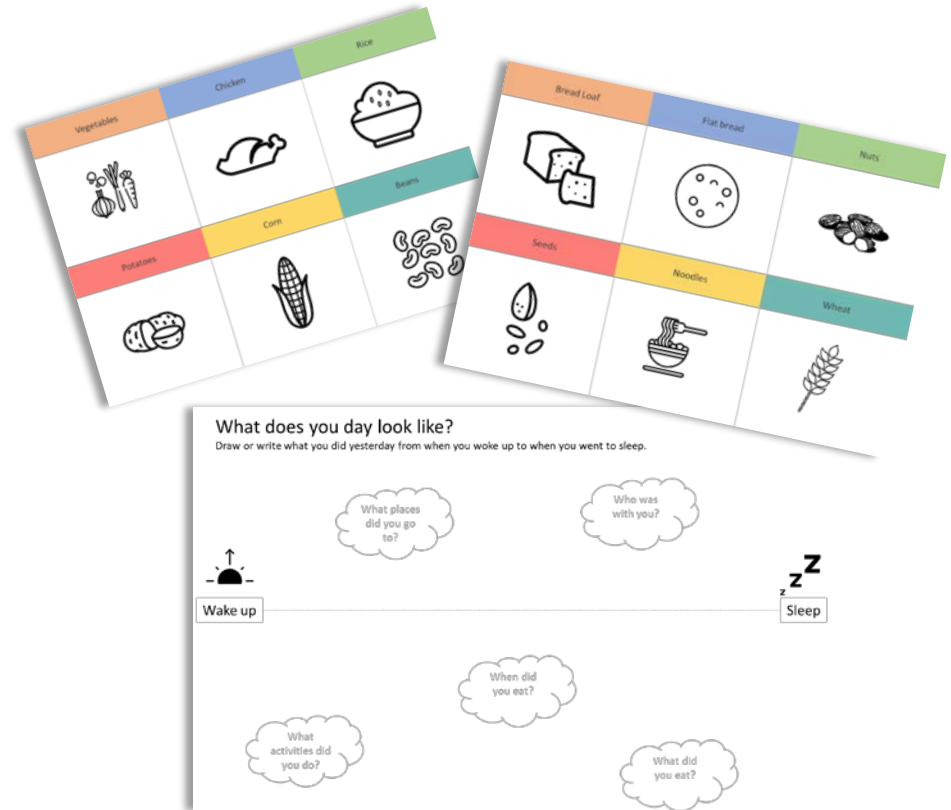 Vegetables
Chicken
Rice
Potatoes
Corn
Beans
Bread Loaf
Flat bread
Nuts
Seeds
Noodles
Wheat
What does you day look like?
Draw or write what you did yesterday from when you woke up to when you went to sleep.
What places
did you go
to?
Who was
with you?
z z Z
Wake up
Sleep
When did
you eat?
What
activities did
you do?
What did
you eat?